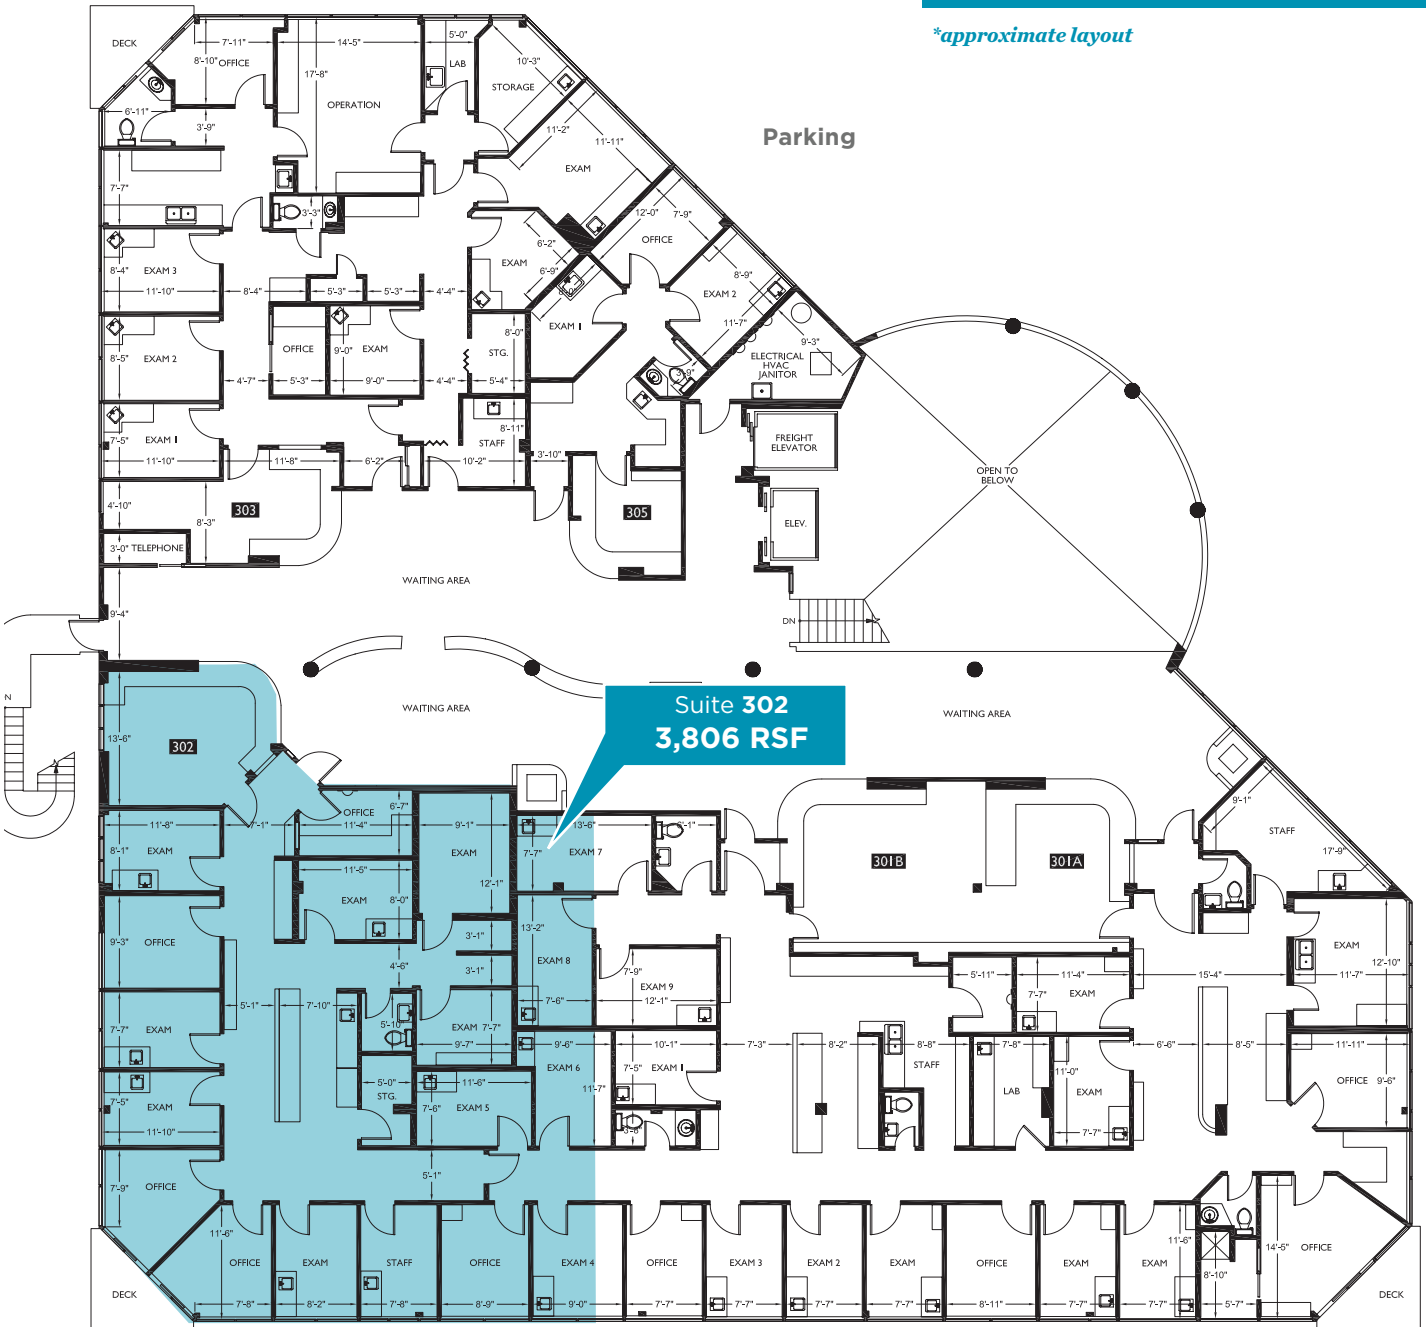 *approximate layout
DECK
7'-11"
14'-5"
5'-0"
8'-10"
OFFICE
LAB
10'-3"
17'-8"
STORAGE
OPERATION
6'-11"
3'-9"
11'-2"
11'-11"
Parking
EXAM
7'-7"
3'-3"
12'-0"
7'-9"
OFFICE
6'-2"
EXAM
6'-9"
8'-4"
EXAM 3
11'-10"
8'-4"
5'-3"
5'-3"
4'-4"
8'-9"
EXAM 2
11'-7"
EXAM 1
8'-0"
STG.
5'-4"
8'-5"
EXAM 2
OFFICE
9'-0"
EXAM
4'-7"
5'-3"
9'-0"
4'-4"
3'-9"
ELECTRICAL
HVAC
JANITOR
9'-3"
7'-5"
EXAM 1
11'-10"
11'-8"
6'-2"
8'-11"
STAFF
10'-2"
3'-10"
FREIGHT
ELEVATOR
OPEN TO
BELOW
4'-10"
303
8'-3"
305
ELEV.
3'-0"
TELEPHONE
WAITING AREA
9'-4"
DN
N
WAITING AREA
WAITING AREA
Suite 302
3,806 RSF
13'-6"
302
11'-8"
7'-1"
OFFICE
6'-7"
11'-4"
9'-1"
13'-6"
8'-1"
EXAM
EXAM
7'-7"
EXAM 7
9'-1"
STAFF
17'-9"
301B
301A
11'-5"
EXAM
8'-0"
12'-1"
9'-3"
OFFICE
3'-1"
13'-2"
4'-6"
3'-1"
EXAM 8
7'-9"
EXAM 9
12'-1"
7'-6"
5'-11"
11'-4"
7'-7"
EXAM
15'-4"
EXAM
12'-10"
11'-7"
5'-1"
7'-10"
7'-7"
EXAM
5'-10"
EXAM
7'-7"
9'-7"
9'-6"
EXAM 6
11'-7"
10'-1"
EXAM 1
7'-5"
7'-3"
8'-2"
8'-8"
STAFF
7'-8"
11'-0"
LAB
EXAM
7'-7"
6'-6"
8'-5"
11'-11"
OFFICE
9'-6"
7'-5"
EXAM
11'-10"
5'-0"
STG.
11'-6"
7'-6"
EXAM 5
3'-6"
5'-1"
7'-9"
OFFICE
11'-6"
OFFICE
EXAM
STAFF
OFFICE
EXAM 4
OFFICE
EXAM 3
EXAM 2
EXAM
OFFICE
EXAM
EXAM
11'-6"
8'-10"
14'-5"
OFFICE
DECK
7'-8"
8'-2"
7'-8"
8'-9"
9'-0"
7'-7"
7'-7"
7'-7"
7'-7"
8'-11"
7'-7"
7'-7"
5'-7"
DECK